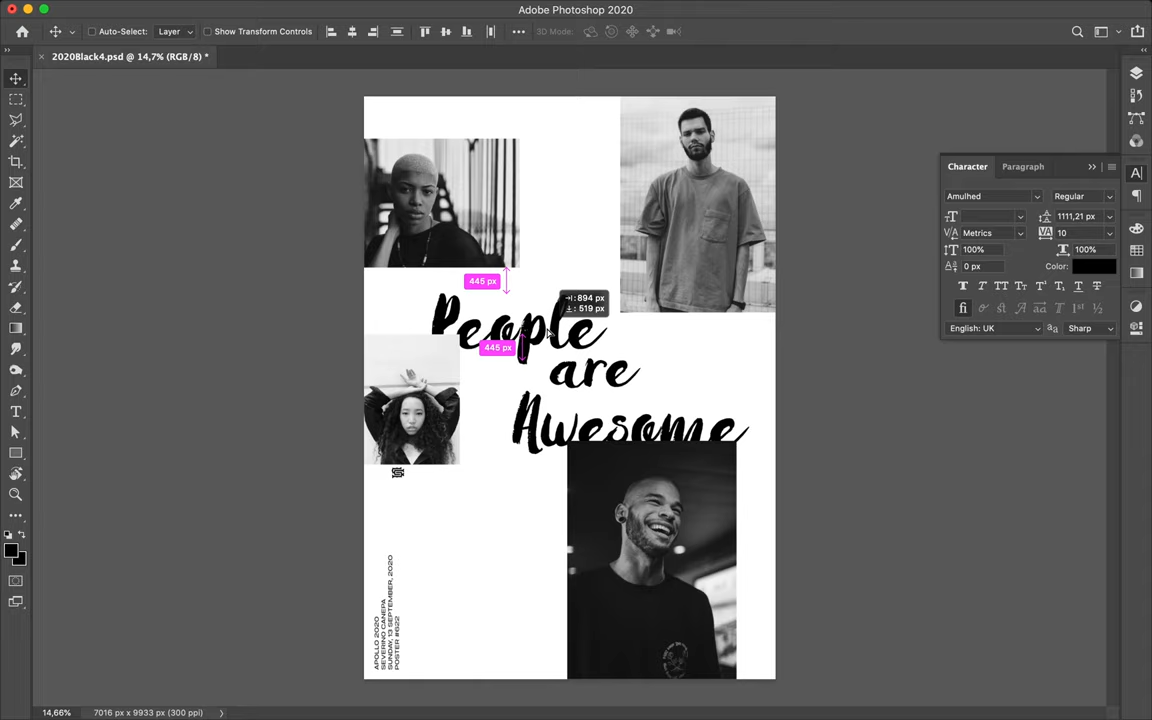 Adobe Photoshop 2020
Auto-Select: Layer Show Transform Controls 3D Mode:
2020Black4.psd @ 14,7% (RGB/8) *
445 px
894 px
519 px
People
445 px
are
Awesome
APOLLO 2020
SEVERINO CANEPA
SUNDAY, 13 SEPTEMBER, 2020
POSTER #622
Character Paragraph
Amulhed Regular
1111,21 px
Metrics 10
100% 100%
0 px Color:
English: UK Sharp
14,66% 7016 px x 9933 px (300 ppi)